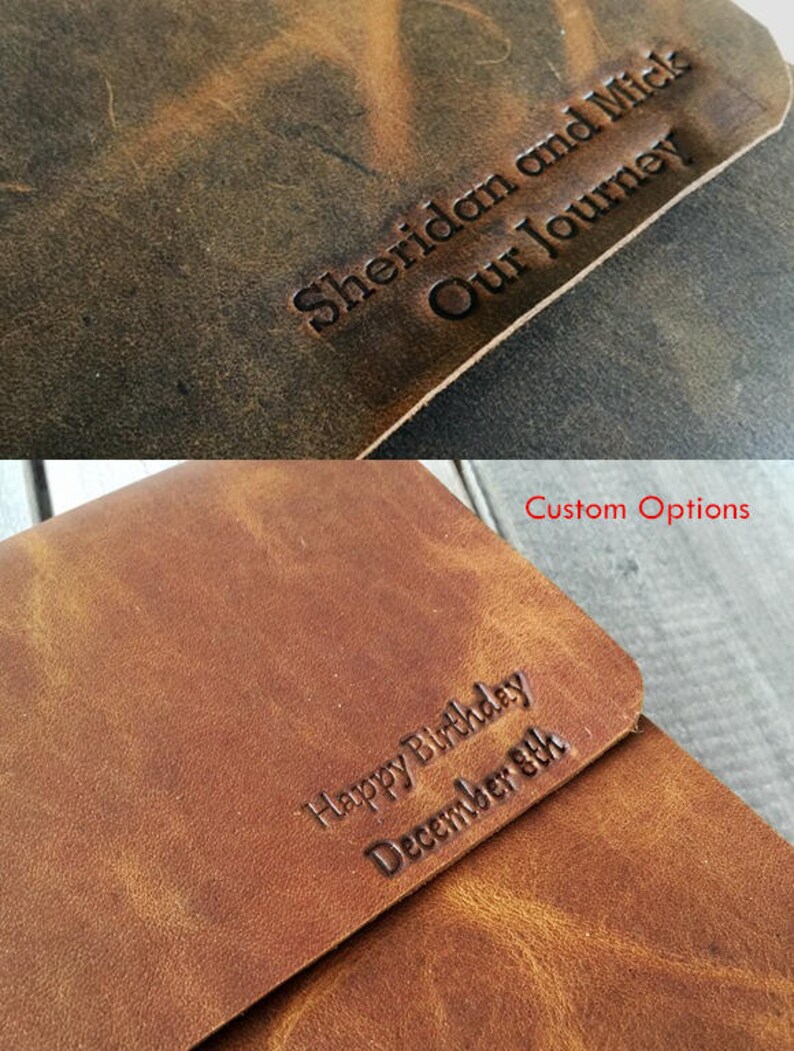 Sheridan and Mick
Our Journey
Custom Options
Happy Birthday
December 8th